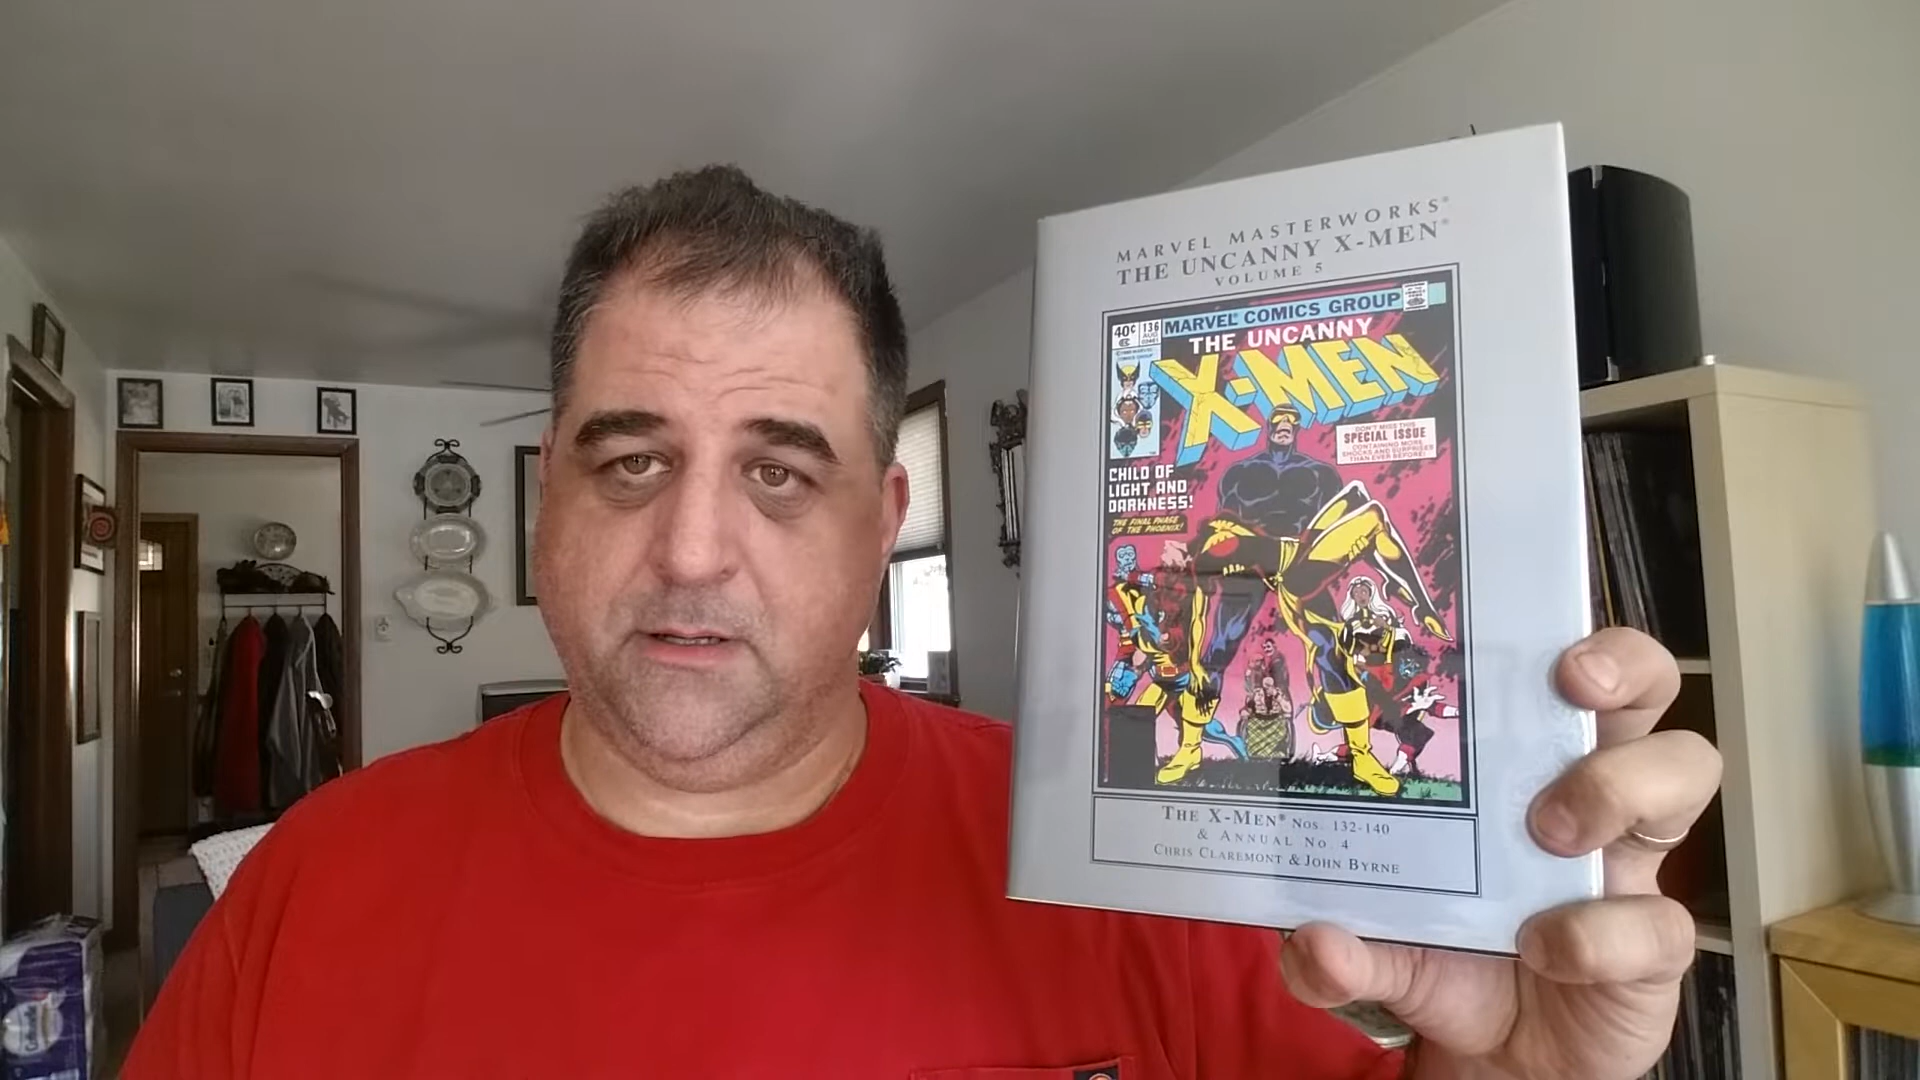 MARVEL MASTERWORKS®
THE UNCANNY X-MEN®
VOLUME 5
MARVEL® COMICS GROUP
40¢
136
AUG
THE UNCANNY
X-MEN
DON'T MISS THIS
SPECIAL ISSUE
CONTAINING MORE
SHOCKS AND SURPRISES
THAN EVER BEFORE!
CHILD OF
LIGHT AND
DARKNESS!
THE FINAL PHASE
OF THE PHOENIX!
THE X-MEN® NOS. 132-140
& ANNUAL NO. 4
CHRIS CLAREMONT & JOHN BYRNE